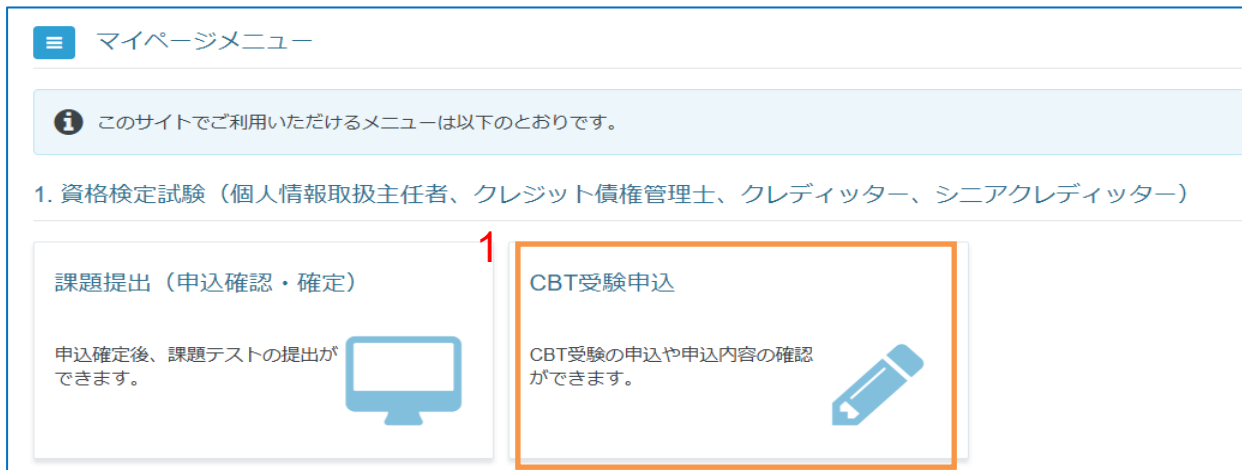 マイページメニュー
このサイトでご利用いただけるメニューは以下のとおりです。
1. 資格検定試験（個人情報取扱主任者、クレジット債権管理士、クレディッター、シニアクレディッター）
1
課題提出（申込確認・確定）
申込確定後、課題テストの提出が
できます。
CBT受験申込
CBT受験の申込や申込内容の確認
ができます。